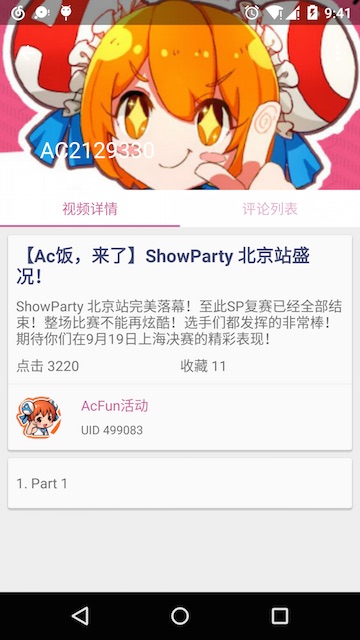 9:41
AC2129330
视频详情
评论列表
【Ac饭，来了】ShowParty 北京站盛
况！
ShowParty 北京站完美落幕！至此SP复赛已经全部结
束！整场比赛不能再炫酷！选手们都发挥的非常棒！
期待你们在9月19日上海决赛的精彩表现！
点击 3220
收藏 11
AcFun活动
UID 499083
1. Part 1